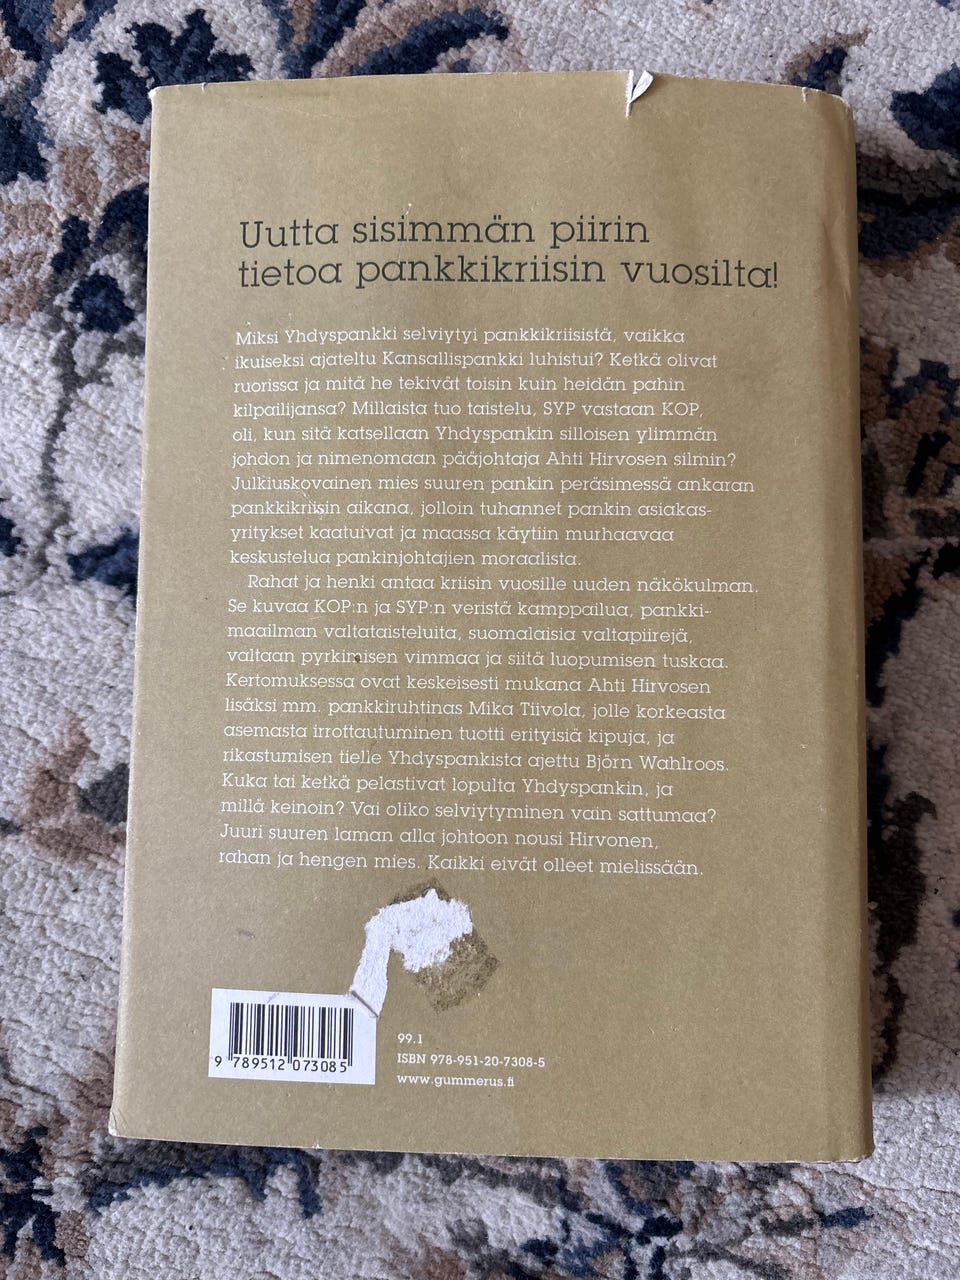 Uutta sisimmän piirin
tietoa pankkikriisin vuosilta!
Miksi Yhdyspankki selviytyi pankkikriisistä, vaikka
ikuiseksi ajateltu Kansallispankki luhistui? Ketkä olivat
ruorissa ja mitä he tekivät toisin kuin heidän pahin
kilpailijansa? Millaista tuo taistelu, SYP vastaan KOP,
oli, kun sitä katsellaan Yhdyspankin silloisen ylimmän
johdon ja nimenomaan pääjohtaja Ahti Hirvosen silmin?
Julkiuskovainen mies suuren pankin peräsimessä ankaran
pankkikriisin aikana, jolloin tuhannet pankin asiakas-
yritykset kaatuivat ja maassa käytiin murhaavaa
keskustelua pankinjohtajien moraalista.
Rahat ja henki antaa kriisin vuosille uuden näkökulman.
Se kuvaa KOP:n ja SYP:n veristä kamppailua, pankki-
maailman valtataisteluita, suomalaisia valtapiirejä,
valtaan pyrkimisen vimmaa ja siitä luopumisen tuskaa.
Kertomuksessa ovat keskeisesti mukana Ahti Hirvosen
lisäksi mm. pankkiruhtinas Mika Tiivola, jolle korkeasta
asemasta irrottautuminen tuotti erityisiä kipuja, ja
rikastumisen tielle Yhdyspankista ajettu Björn Wahlroos.
Kuka tai ketkä pelastivat lopulta Yhdyspankin, ja
millä keinoin? Vai oliko selviytyminen vain sattumaa?
Juuri suuren laman alla johtoon nousi Hirvonen,
rahan ja hengen mies. Kaikki eivät olleet mielissään.
9 789512 073085
99.1
ISBN 978-951-20-7308-5
www.gummerus.fi